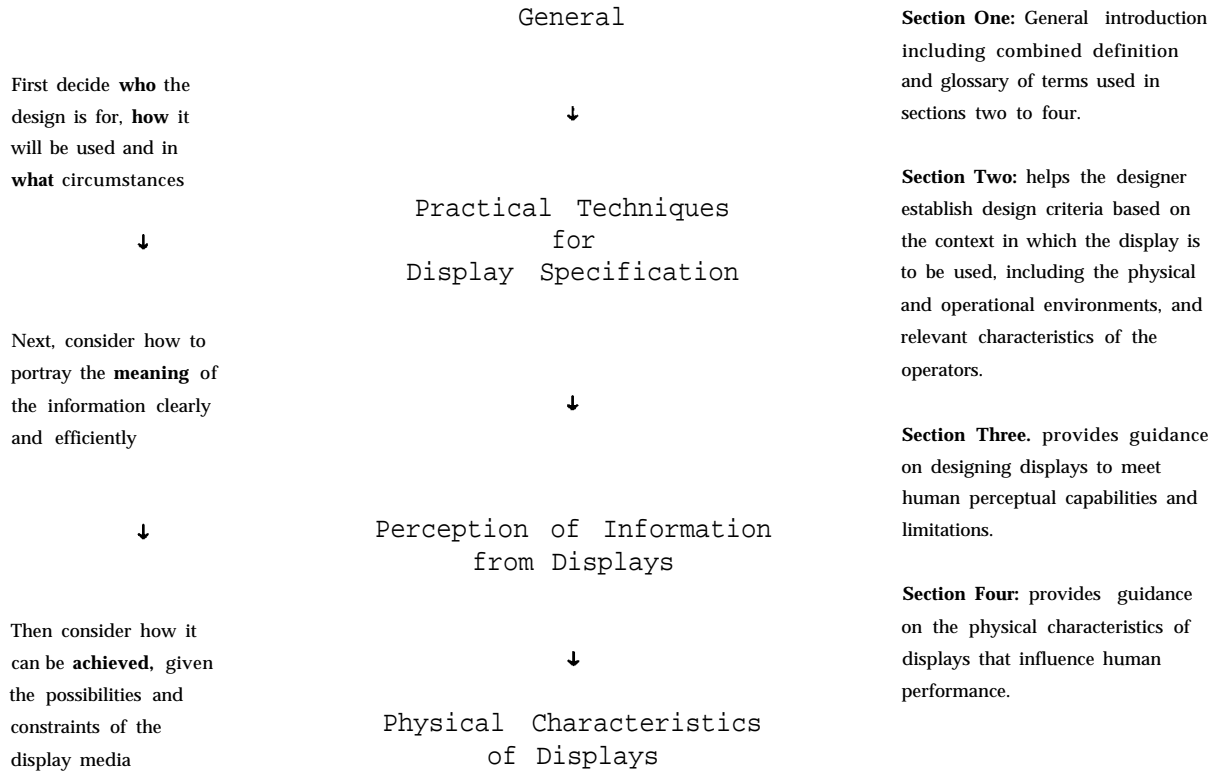 General
First decide who the
design is for, how it
will be used and in
what circumstances
↓
Next, consider how to
portray the meaning of
the information clearly
and efficiently
↓
Then consider how it
can be achieved, given
the possibilities and
constraints of the
display media
↓
Practical Techniques
for
Display Specification
↓
Perception of Information
from Displays
↓
Physical Characteristics
of Displays
Section One: General introduction
including combined definition
and glossary of terms used in
sections two to four.
Section Two: helps the designer
establish design criteria based on
the context in which the display is
to be used, including the physical
and operational environments, and
relevant characteristics of the
operators.
Section Three. provides guidance
on designing displays to meet
human perceptual capabilities and
limitations.
Section Four: provides guidance
on the physical characteristics of
displays that influence human
performance.